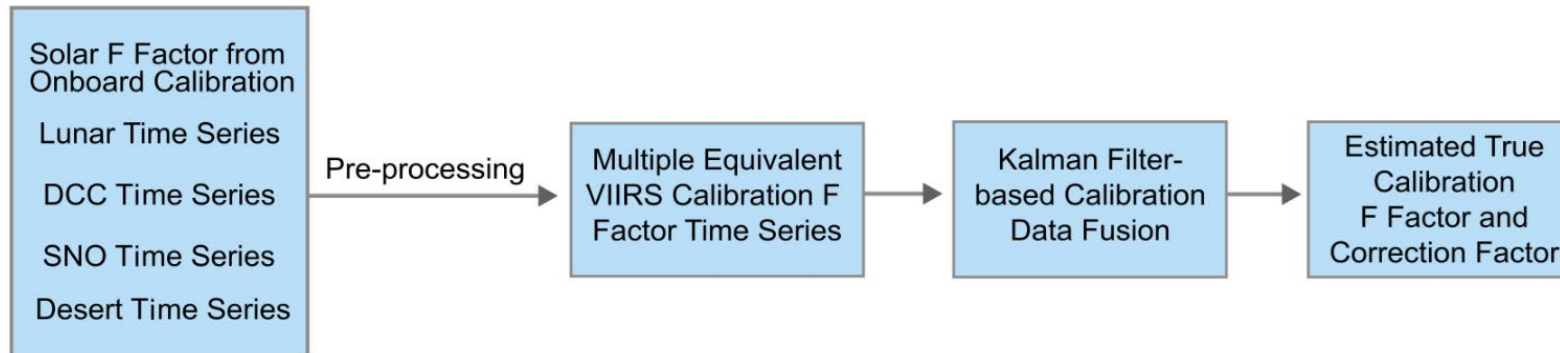 Solar F Factor from
Onboard Calibration
Lunar Time Series
DCC Time Series
SNO Time Series
Desert Time Series
Pre-processing
Multiple Equivalent
VIIRS Calibration F
Factor Time Series
Kalman Filter-
based Calibration
Data Fusion
Estimated True
Calibration
F Factor and
Correction Factor